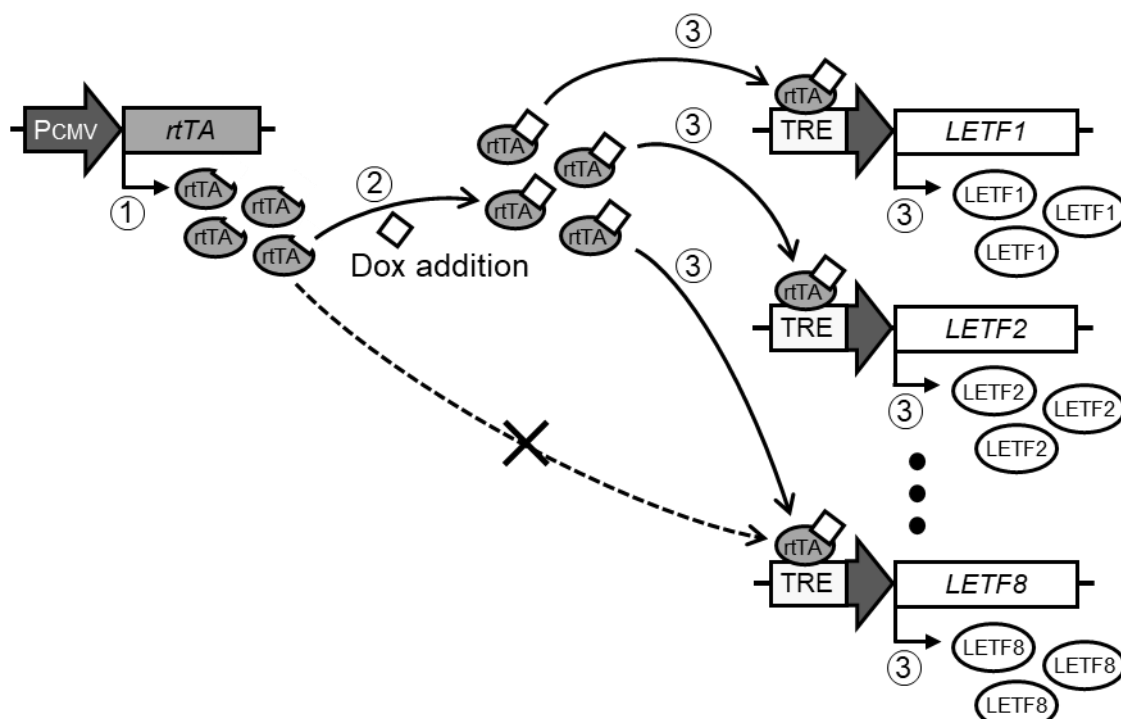 ③
rtTA
PCMV
rtTA
③
TRE
LETF1
rtTA
rtTA
②
rtTA
①
rtTA
rtTA
rtTA
rtTA
rtTA
③
LETF1
LETF1
LETF1
Dox addition
③
rtTA
TRE
LETF2
③
LETF2
LETF2
LETF2
rtTA
TRE
LETF8
③
LETF8
LETF8
LETF8